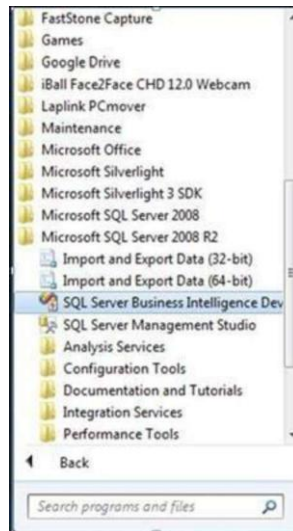 FastStone Capture
Games
Google Drive
iBall Face2Face CHD 12.0 Webcam
Laplink PCmover
Maintenance
Microsoft Office
Microsoft Silverlight
Microsoft Silverlight 3 SDK
Microsoft SQL Server 2008
Microsoft SQL Server 2008 R2
Import and Export Data (32-bit)
Import and Export Data (64-bit)
SQL Server Business Intelligence Dev
SQL Server Management Studio
Analysis Services
Configuration Tools
Documentation and Tutorials
Integration Services
Performance Tools
Back
Search programs and files